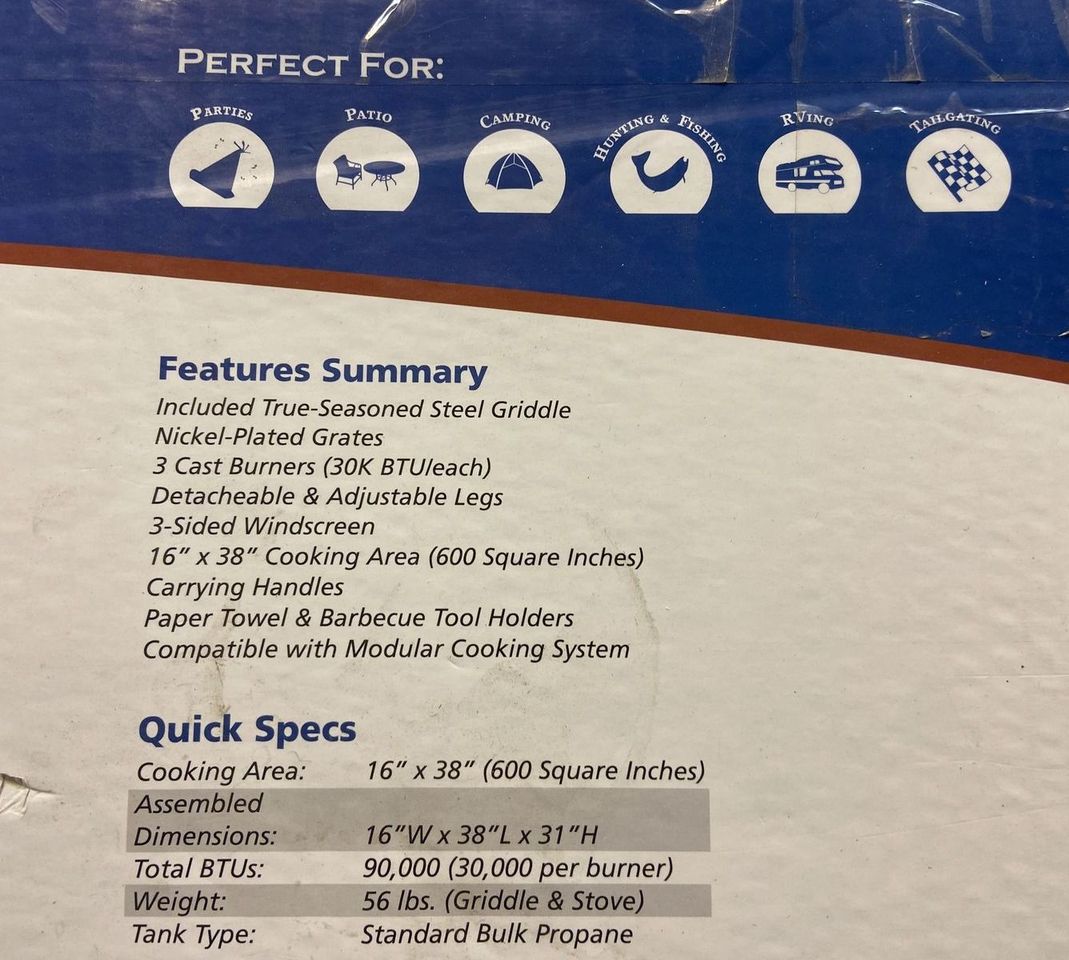 PERFECT FOR:
PARTIES
PATIO
CAMPING
HUNTING & FISHING
RVING
TAILGATING
Features Summary
Included True-Seasoned Steel Griddle
Nickel-Plated Grates
3 Cast Burners (30K BTU/each)
Detacheable & Adjustable Legs
3-Sided Windscreen
16" x 38" Cooking Area (600 Square Inches)
Carrying Handles
Paper Towel & Barbecue Tool Holders
Compatible with Modular Cooking System
Quick Specs
Cooking Area: 16" x 38" (600 Square Inches)
Assembled
Dimensions: 16"W x 38"L x 31"H
Total BTUs: 90,000 (30,000 per burner)
Weight: 56 lbs. (Griddle & Stove)
Tank Type: Standard Bulk Propane